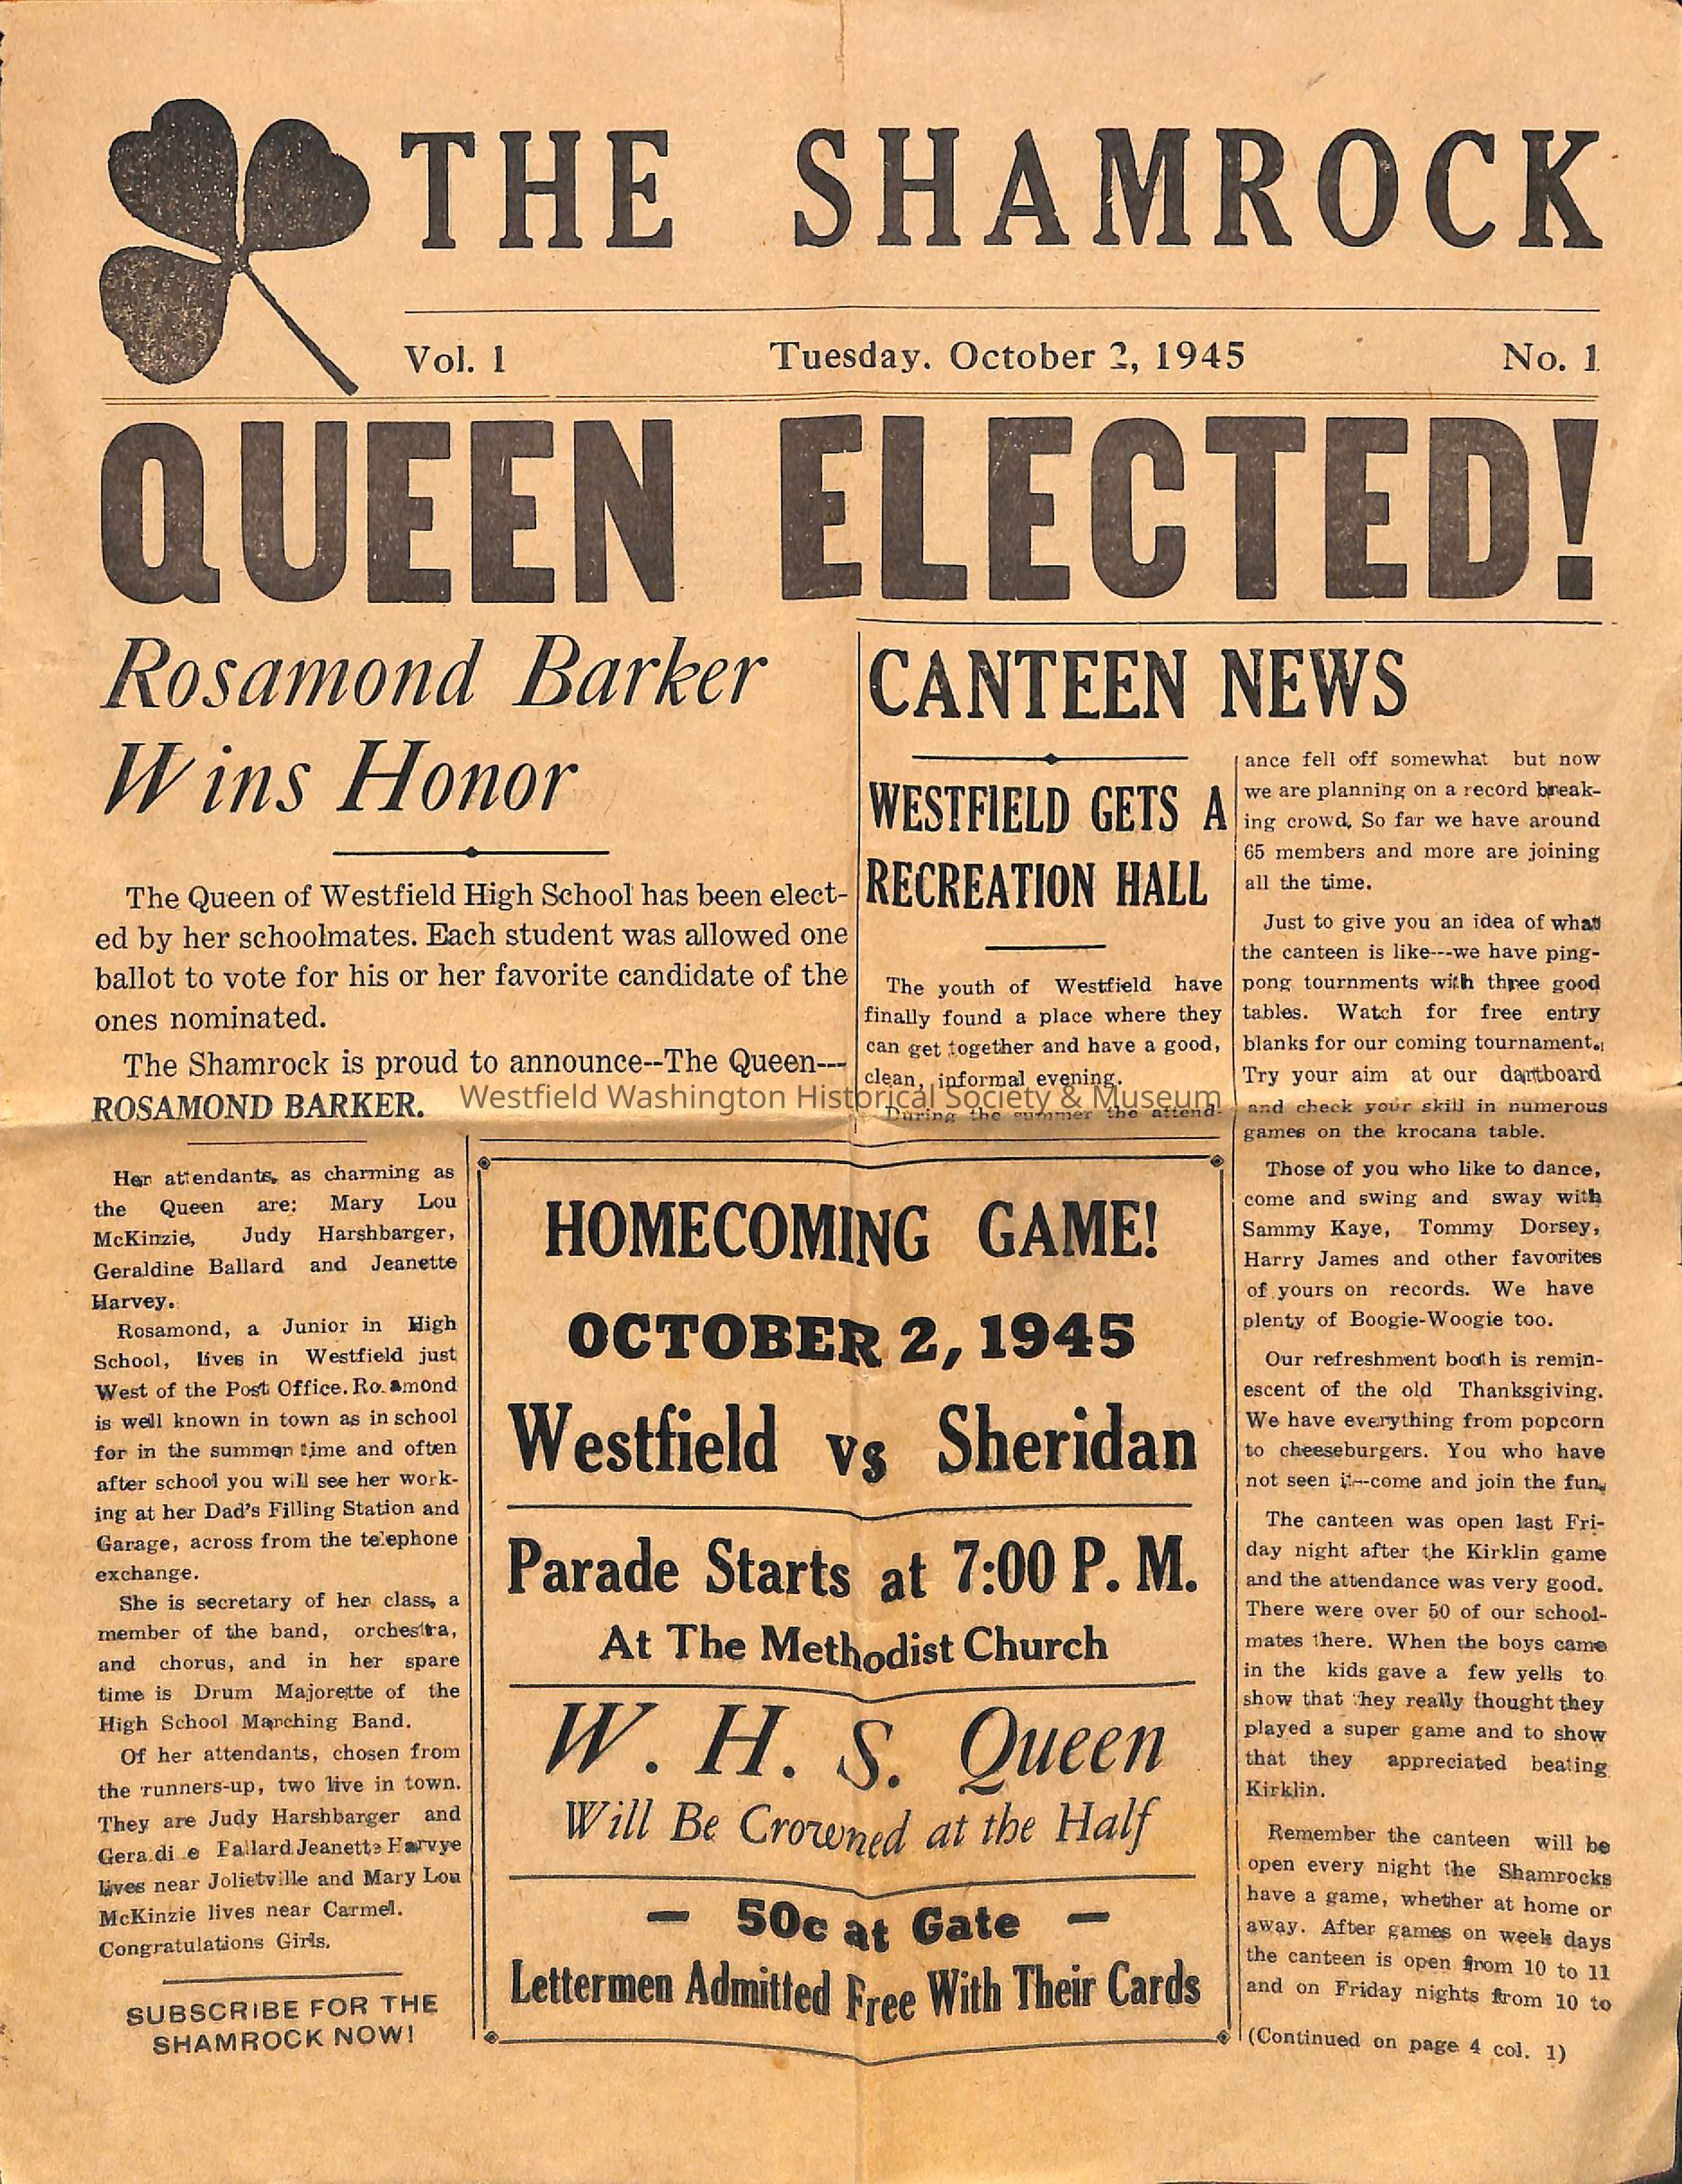 THE SHAMROCK
Vol. 1 Tuesday. October 2, 1945 No. 1
QUEEN ELECTED!
Rosamond Barker
Wins Honor
The Queen of Westfield High School has been elect-
ed by her schoolmates. Each student was allowed one
ballot to vote for his or her favorite candidate of the
ones nominated.
The Shamrock is proud to announce--The Queen---
ROSAMOND BARKER.
Her attendants, as charming as
the Queen are: Mary Lou
McKinzie, Judy Harshbarger,
Geraldine Ballard and Jeanette
Harvey.
Rosamond, a Junior in High
School, lives in Westfield just
West of the Post Office. Ro amond
is well known in town as in school
for in the summer time and often
after school you will see her work-
ing at her Dad's Filling Station and
Garage, across from the telephone
exchange.
She is secretary of her class, a
member of the band, orchestra,
and chorus, and in her spare
time is Drum Majorette of the
High School Marching Band.
Of her attendants, chosen from
the runners-up, two live in town.
They are Judy Harshbarger and
Gera di e Ballard Jeanette Harvye
lives near Jolietville and Mary Lou
McKinzie lives near Carmel.
Congratulations Girls.
SUBSCRIBE FOR THE
SHAMROCK NOW!
HOMECOMING GAME!
OCTOBER 2, 1945
Westfield vs Sheridan
Parade Starts at 7:00 P. M.
At The Methodist Church
W. H. S. Queen
Will Be Crowned at the Half
— 50c at Gate —
Lettermen Admitted Free With Their Cards
CANTEEN NEWS
WESTFIELD GETS A
RECREATION HALL
The youth of Westfield have
finally found a place where they
can get together and have a good,
clean, informal evening.
During the summer the attend-
ance fell off somewhat but now
we are planning on a record break-
ing crowd. So far we have around
65 members and more are joining
all the time.
Just to give you an idea of what
the canteen is like---we have ping-
pong tournments with three good
tables. Watch for free entry
blanks for our coming tournament.
Try your aim at our dartboard
and check your skill in numerous
games on the krocana table.
Those of you who like to dance,
come and swing and sway with
Sammy Kaye, Tommy Dorsey,
Harry James and other favorites
of yours on records. We have
plenty of Boogie-Woogie too.
Our refreshment booth is remin-
escent of the old Thanksgiving.
We have everything from popcorn
to cheeseburgers. You who have
not seen it--come and join the fun.
The canteen was open last Fri-
day night after the Kirklin game
and the attendance was very good.
There were over 50 of our school-
mates there. When the boys came
in the kids gave a few yells to
show that they really thought they
played a super game and to show
that they appreciated beating
Kirklin.
Remember the canteen will be
open every night the Shamrocks
have a game, whether at home or
away. After games on week days
the canteen is open from 10 to 11
and on Friday nights from 10 to
(Continued on page 4 col. 1)
Westfield Washington Historical Society & Museum